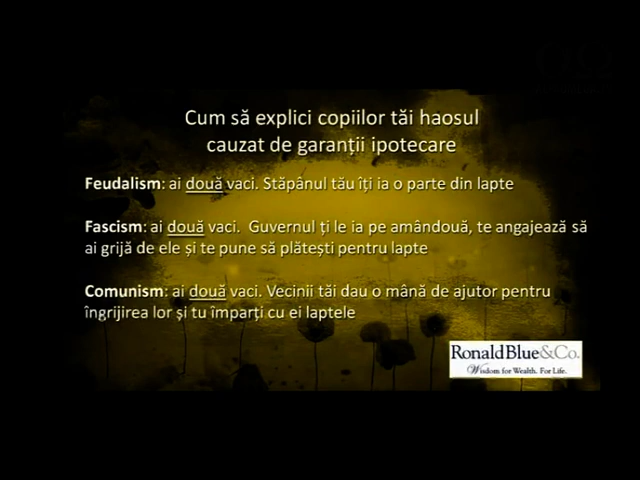 Cum să explici copiilor tăi haosul
cauzat de garanții ipotecare
Feudalism: ai două vaci. Stăpânul tău îți ia o parte din lapte
Fascism: ai două vaci. Guvernul ți le ia pe amândouă, te angajează să
ai grijă de ele și te pune să plătești pentru lapte
Comunism: ai două vaci. Vecinii tăi dau o mână de ajutor pentru
îngrijirea lor și tu împarți cu ei laptele
RonaldBlue&Co.
Wisdom for Wealth. For Life.